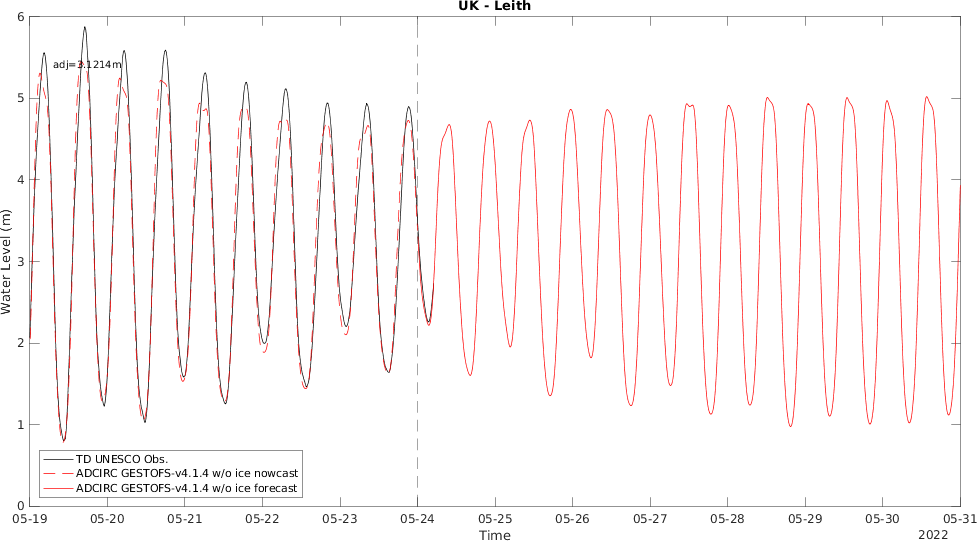 UK - Leith
6
adj=3.1214m
5
4
3
2
1
0
Water Level (m)
TD UNESCO Obs.
ADCIRC GESTOFS-v4.1.4 w/o ice nowcast
ADCIRC GESTOFS-v4.1.4 w/o ice forecast
05-19 05-20 05-21 05-22 05-23 05-24 05-25 05-26 05-27 05-28 05-29 05-30 05-31
Time
2022